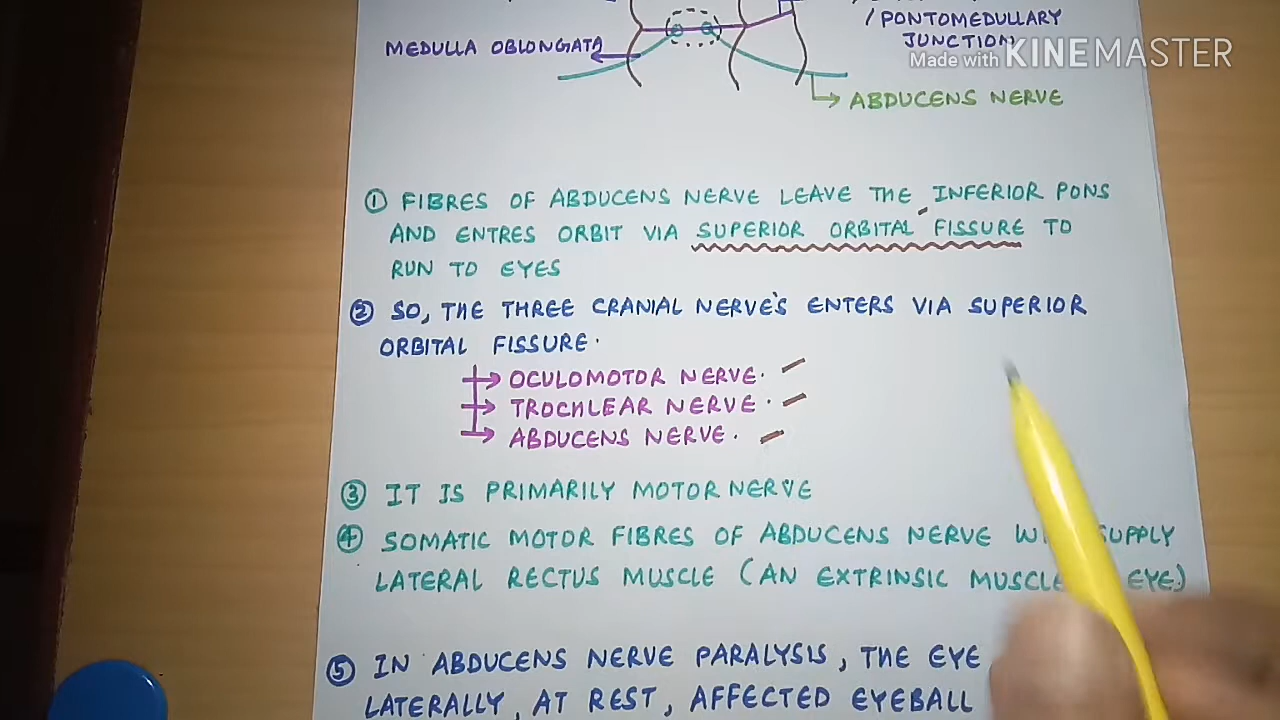 /PONTOMEDULLARY
MEDULLA OBLONGATA
JUNCTION
Made with KINEMASTER
ABDUCENS NERVE
① FIBRES OF ABDUCENS NERVE LEAVE THE INFERIOR PONS
AND ENTRES ORBIT VIA SUPERIOR ORBITAL FISSURE TO
RUN TO EYES
② SO, THE THREE CRANIAL NERVE'S ENTERS VIA SUPERIOR
ORBITAL FISSURE.
OCULOMOTOR NERVE.
TROCHLEAR NERVE.
ABDUCENS NERVE.
③ IT IS PRIMARILY MOTOR NERVE
④ SOMATIC MOTOR FIBRES OF ABDUCENS NERVE SUPPLY
LATERAL RECTUS MUSCLE (AN EXTRINSIC MUSCLE EYE)
⑤ IN ABDUCENS NERVE PARALYSIS, THE EYE
LATERALLY, AT REST, AFFECTED EYEBALL